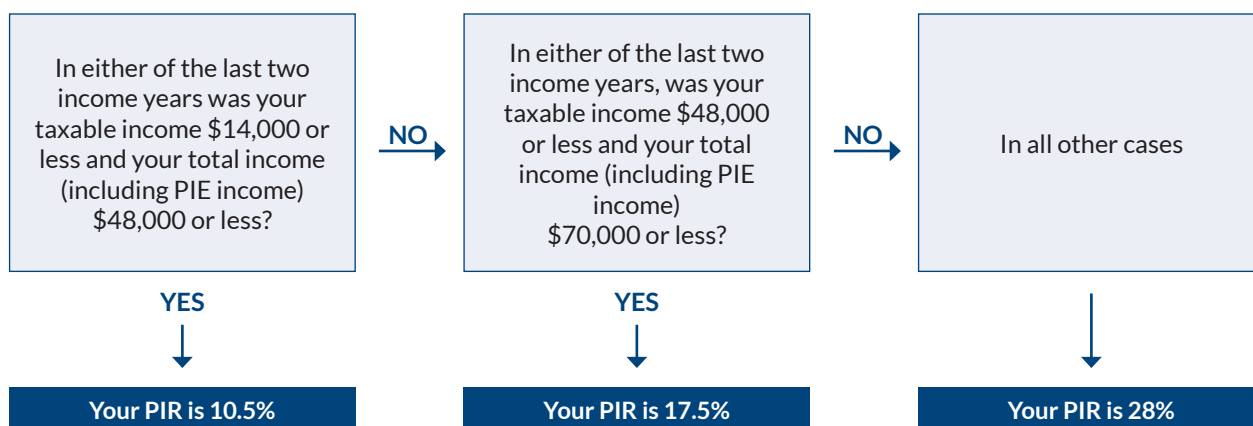 In either of the last two
income years was your
taxable income $14,000 or
less and your total income
(including PIE income)
$48,000 or less?
NO
In either of the last two
income years, was your
taxable income $48,000
or less and your total
income (including PIE
income)
$70,000 or less?
NO
In all other cases
YES
YES
Your PIR is 10.5%
Your PIR is 17.5%
Your PIR is 28%